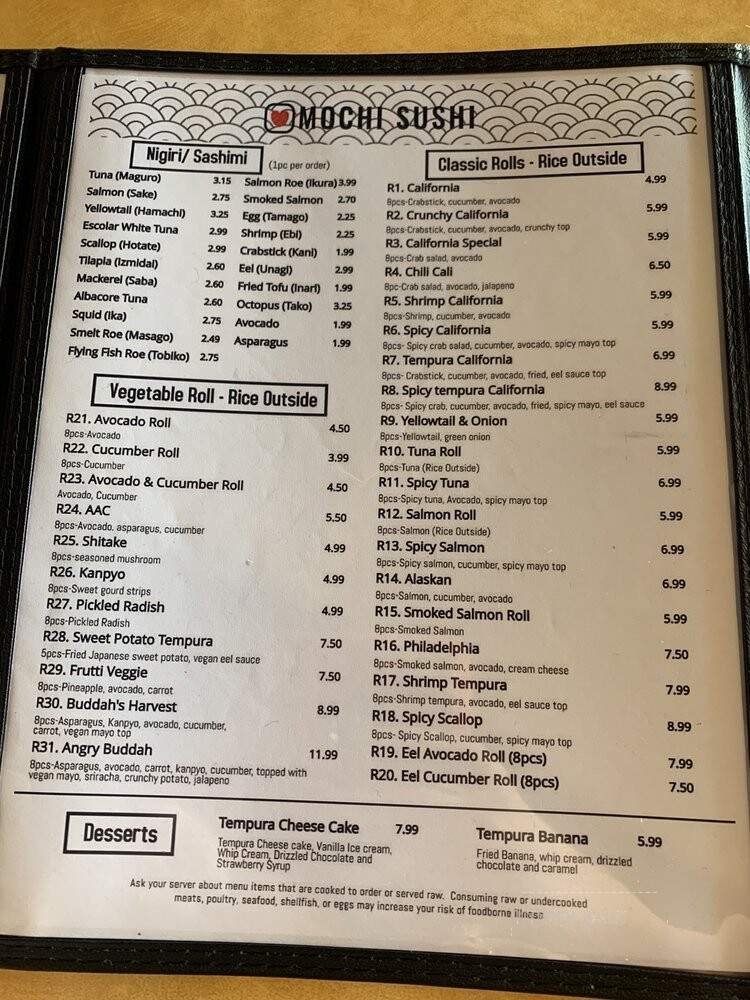 MOCHI SUSHI
Nigiri/ Sashimi
(1pc per order)
Tuna (Maguro) 3.15
Salmon (Sake) 2.75
Yellowtail (Hamachi) 3.25
Escolar White Tuna 2.99
Scallop (Hotate) 2.99
Tilapia (Izmidai) 2.60
Mackerel (Saba) 2.60
Albacore Tuna 2.60
Squid (Ika) 2.75
Smelt Roe (Masago) 2.49
Flying Fish Roe (Tobiko) 2.75
Salmon Roe (Ikura) 3.99
Smoked Salmon 2.70
Egg (Tamago) 2.25
Shrimp (Ebi) 2.25
Crabstick (Kani) 1.99
Eel (Unagi) 2.99
Fried Tofu (Inari) 1.99
Octopus (Tako) 3.25
Avocado 1.99
Asparagus 1.99
Vegetable Roll - Rice Outside
R21. Avocado Roll 4.50
8pcs-Avocado
R22. Cucumber Roll 3.99
8pcs-Cucumber
R23. Avocado & Cucumber Roll 4.50
Avocado, Cucumber
R24. AAC 5.50
8pcs-Avocado. asparagus, cucumber
R25. Shitake 4.99
8pcs-seasoned mushroom
R26. Kanpyo 4.99
8pcs-Sweet gourd strips
R27. Pickled Radish 4.99
8pcs-Pickled Radish
R28. Sweet Potato Tempura 7.50
5pcs-Fried Japanese sweet potato, vegan eel sauce
R29. Frutti Veggie 7.50
8pcs-Pineapple, avocado, carrot
R30. Buddah's Harvest 8.99
8pcs-Asparagus, Kanpyo, avocado, cucumber,
carrot, vegan mayo top
R31. Angry Buddah 11.99
8pcs-Asparagus, avocado, carrot, kanpyo, cucumber, topped with
vegan mayo, sriracha, crunchy potato, jalapeno
Classic Rolls - Rice Outside
R1. California 4.99
8pcs-Crabstick, cucumber, avocado
R2. Crunchy California 5.99
8pcs-Crabstick, cucumber, avocado, crunchy top
R3. California Special 5.99
8pcs-Crab salad, avocado
R4. Chili Cali 6.50
8pc-Crab salad, avocado, jalapeno
R5. Shrimp California 5.99
8pcs-Shrimp, cucumber, avocado
R6. Spicy California 5.99
8pcs- Spicy crab salad, cucumber, avocado, spicy mayo top
R7. Tempura California 6.99
8pcs- Crabstick, cucumber, avocado, fried, eel sauce top
R8. Spicy tempura California 8.99
8pcs- Spicy crab, cucumber, avocado, fried, spicy mayo, eel sauce
R9. Yellowtail & Onion 5.99
8pcs-Yellowtail, green onion
R10. Tuna Roll 5.99
8pcs-Tuna (Rice Outside)
R11. Spicy Tuna 6.99
8pcs-Spicy tuna, Avocado, spicy mayo top
R12. Salmon Roll 5.99
8pcs-Salmon (Rice Outside)
R13. Spicy Salmon 6.99
8pcs-Spicy salmon, cucumber, spicy mayo top
R14. Alaskan 6.99
8pcs-Salmon, cucumber, avocado
R15. Smoked Salmon Roll 5.99
8pcs-Smoked Salmon
R16. Philadelphia 7.50
8pcs-Smoked salmon, avocado, cream cheese
R17. Shrimp Tempura 7.99
8pcs-Shrimp tempura, avocado, eel sauce top
R18. Spicy Scallop 8.99
8pcs- Spicy Scallop, cucumber, spicy mayo top
R19. Eel Avocado Roll (8pcs) 7.99
R20. Eel Cucumber Roll (8pcs) 7.50
Desserts
Tempura Cheese Cake 7.99
Tempura Cheese cake, Vanilla Ice cream,
Whip Cream, Drizzled Chocolate and
Strawberry Syrup
Tempura Banana 5.99
Fried Banana, whip cream, drizzled
chocolate and caramel
Ask your server about menu items that are cooked to order or served raw. Consuming raw or undercooked
meats, poultry, seafood, shellfish, or eggs may increase your risk of foodborne illness